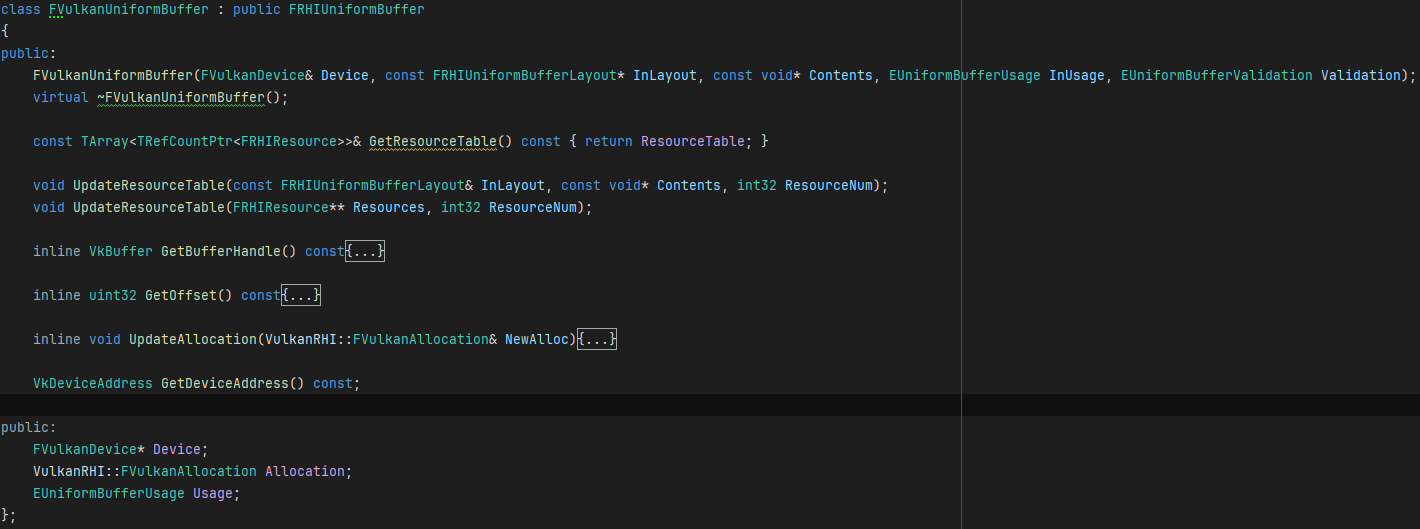 class FVulkanUniformBuffer : public FRHIUniformBuffer
{
public:
    FVulkanUniformBuffer(FVulkanDevice& Device, const FRHIUniformBufferLayout* InLayout, const void* Contents, EUniformBufferUsage InUsage, EUniformBufferValidation Validation);
    virtual ~FVulkanUniformBuffer();
    const TArray<TRefCountPtr<FRHIResource>>& GetResourceTable() const { return ResourceTable; }
    void UpdateResourceTable(const FRHIUniformBufferLayout& InLayout, const void* Contents, int32 ResourceNum);
    void UpdateResourceTable(FRHIResource** Resources, int32 ResourceNum);
    inline VkBuffer GetBufferHandle() const{...}
    inline uint32 GetOffset() const{...}
    inline void UpdateAllocation(VulkanRHI::FVulkanAllocation& NewAlloc){...}
    VkDeviceAddress GetDeviceAddress() const;
public:
    FVulkanDevice* Device;
    VulkanRHI::FVulkanAllocation Allocation;
    EUniformBufferUsage Usage;
};